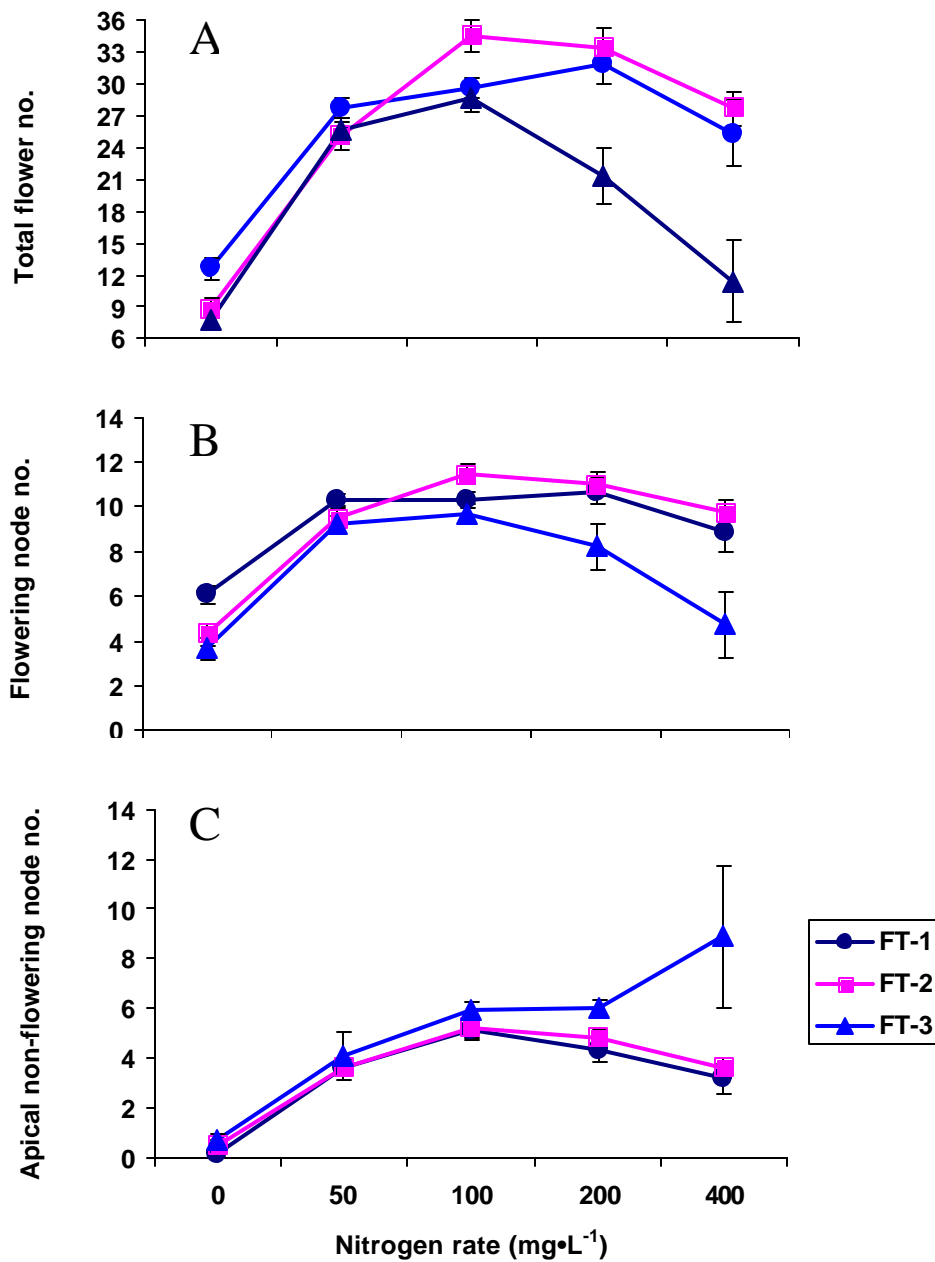 A
Total flower no.
36
33
30
27
24
21
18
15
12
9
6
B
Flowering node no.
14
12
10
8
6
4
2
0
C
Apical non-flowering node no.
14
12
10
8
6
4
2
0
0 50 100 200 400
Nitrogen rate (mg•L⁻¹)
FT-1
FT-2
FT-3